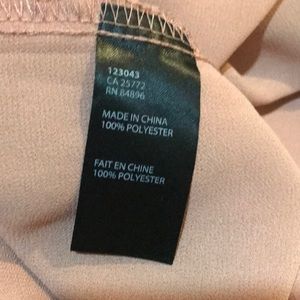 123043
CA 25772
RN 84896
MADE IN CHINA
100% POLYESTER
FAIT EN CHINE
100% POLYESTER